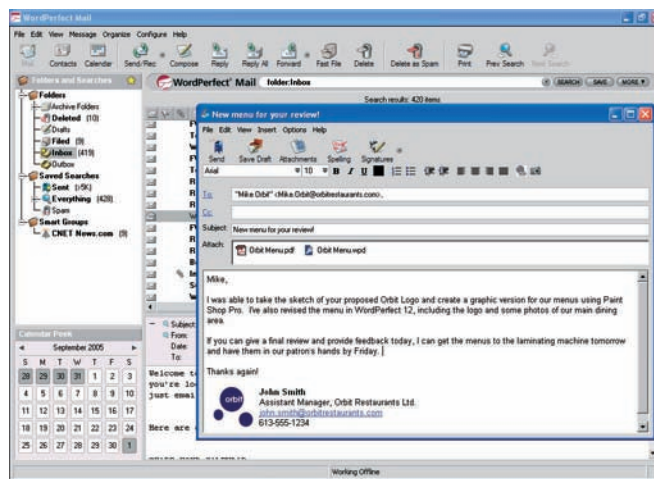 WordPerfect Mail
File Edit View Message Organize Configure Help
Mail Contacts Calendar Send/Rec Compose Reply Reply All Forward Fast File Delete Delete as Spam Print Prev Search Next Search
Folders and Searches
WordPerfect® Mail folder:Inbox
SEARCH SAVE MORE
Search results: 420 items
Folders
Archive Folders
Deleted (10)
Drafts
Filed (9)
Inbox (419)
Outbox
Saved Searches
Sent (>5K)
Everything (428)
Spam
Smart Groups
CNET News.com (9)
New menu for your review!
File Edit View Insert Options Help
Send Save Draft Attachments Spelling Signatures
Arial 10 B I U
To: "Mike Orbit" <Mike.Orbit@orbitrestaurants.com>,
Cc:
Subject: New menu for your review!
Attach: Orbit Menu.pdf Orbit Menu.wpd
Mike,
I was able to take the sketch of your proposed Orbit Logo and create a graphic version for our menus using Paint
Shop Pro. I've also revised the menu in WordPerfect 12, including the logo and some photos of our main dining
area.
If you can give a final review and provide feedback today, I can get the menus to the laminating machine tomorrow
and have them in our patron's hands by Friday.
Thanks again!
orbit
John Smith
Assistant Manager, Orbit Restaurants Ltd.
john.smith@orbitrestaurants.com
613-555-1234
Subject:
From:
Date:
To:
Welcome t
you're lo
just emai
Here are
Calendar Peek
September 2005
S M T W T F S
28 29 30 31 1 2 3
4 5 6 7 8 9 10
11 12 13 14 15 16 17
18 19 20 21 22 23 24
25 26 27 28 29 30 1
Working Offline